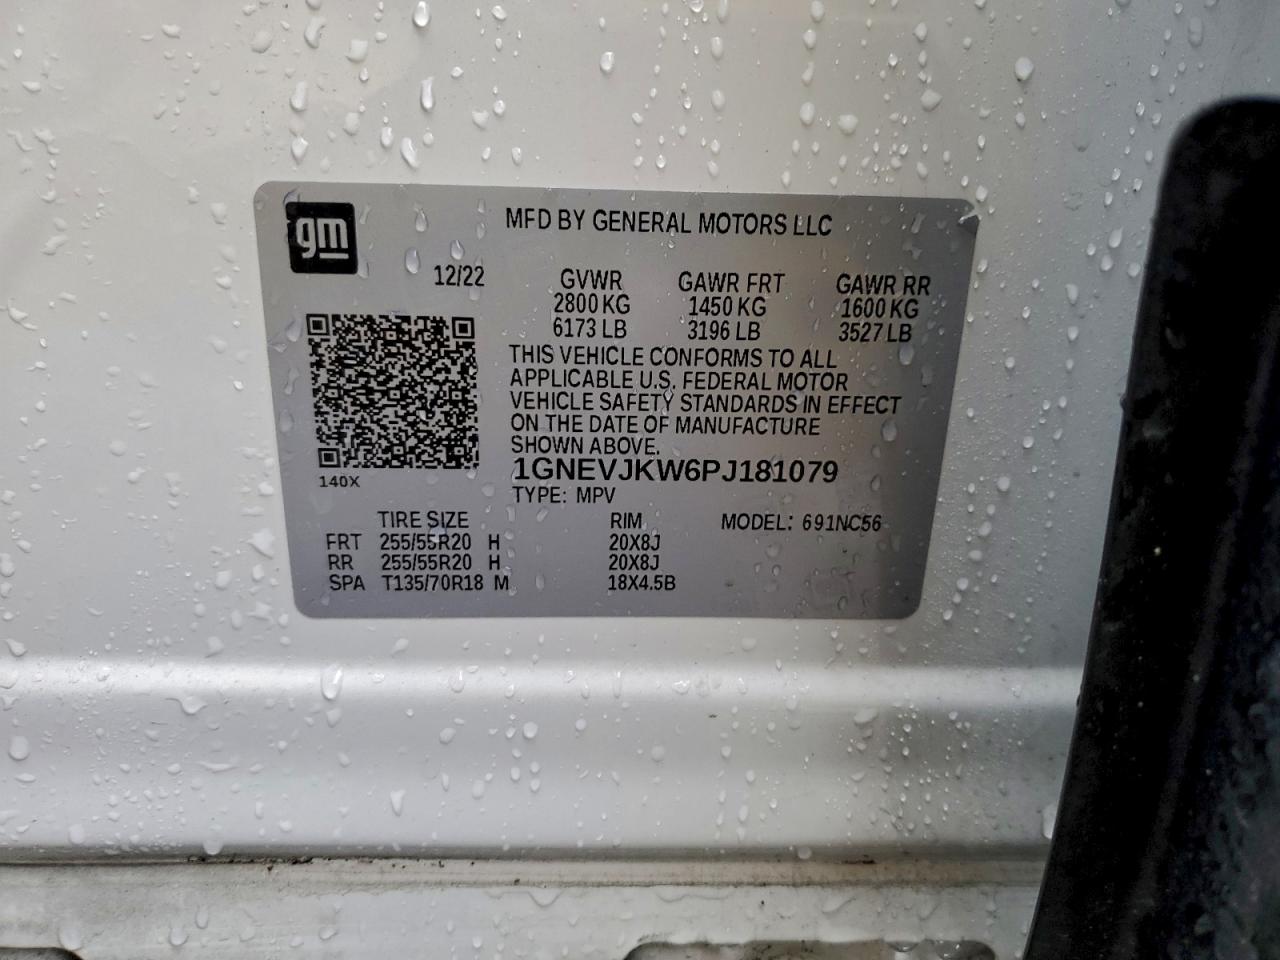 gm
MFD BY GENERAL MOTORS LLC
12/22
GVWR GAWR FRT GAWR RR
2800 KG 1450 KG 1600 KG
6173 LB 3196 LB 3527 LB
THIS VEHICLE CONFORMS TO ALL
APPLICABLE U.S. FEDERAL MOTOR
VEHICLE SAFETY STANDARDS IN EFFECT
ON THE DATE OF MANUFACTURE
SHOWN ABOVE.
1GNEVJKW6PJ181079
140X
TYPE: MPV
TIRE SIZE RIM MODEL: 691NC56
FRT 255/55R20 H 20X8J
RR 255/55R20 H 20X8J
SPA T135/70R18 M 18X4.5B